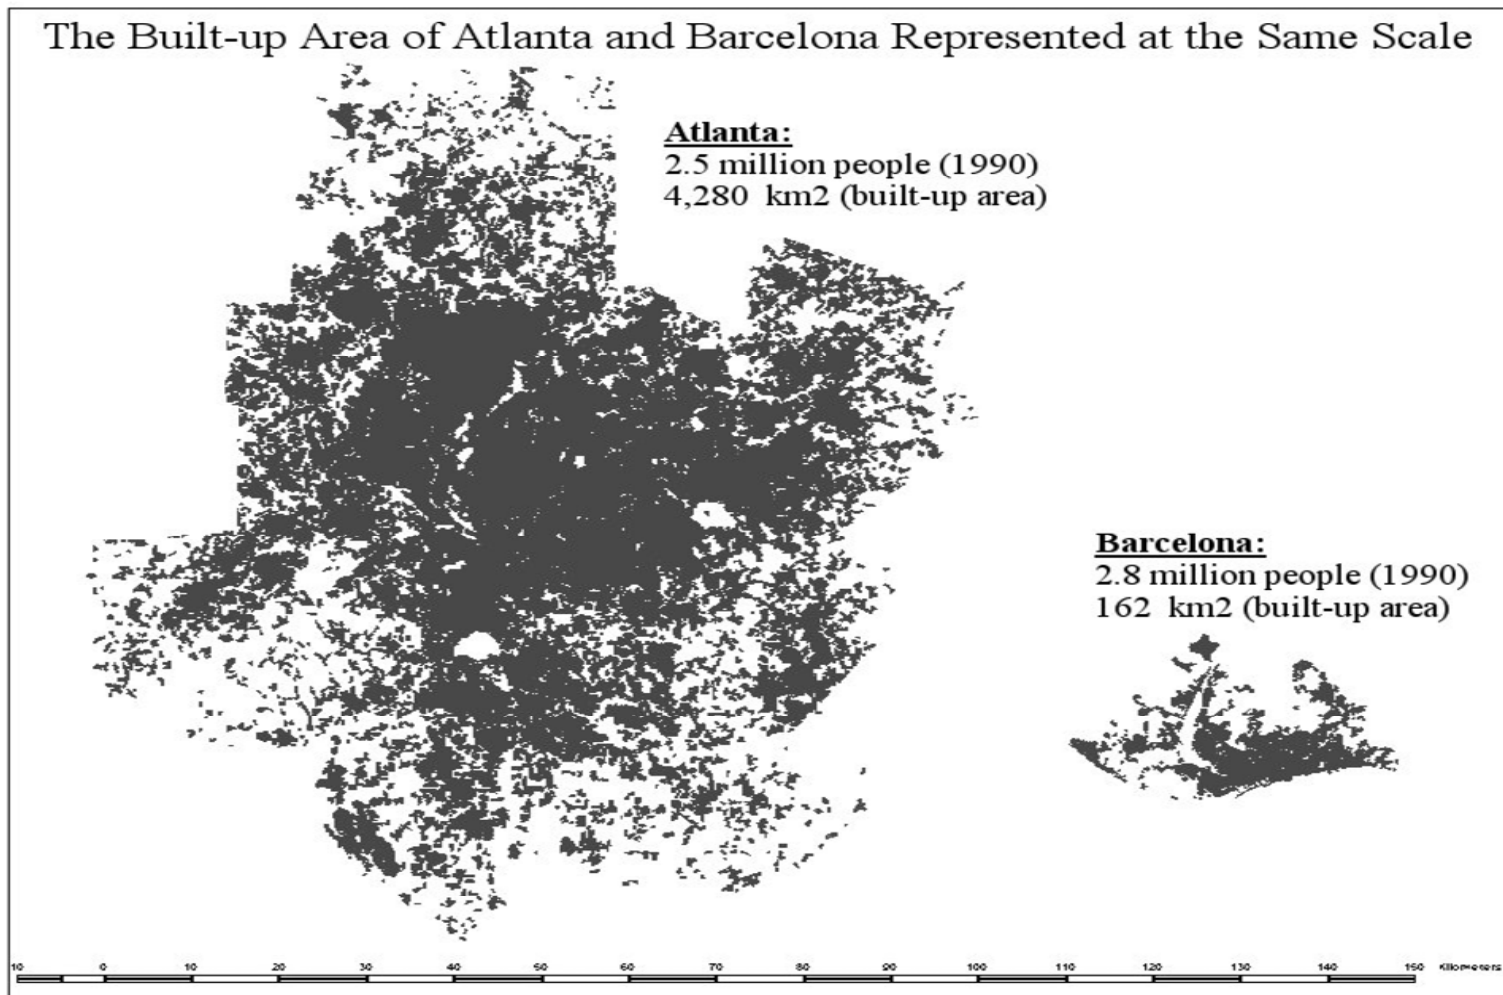 The Built-up Area of Atlanta and Barcelona Represented at the Same Scale
Atlanta:
2.5 million people (1990)
4,280 km2 (built-up area)
Barcelona:
2.8 million people (1990)
162 km2 (built-up area)
10 0 10 20 30 40 50 60 70 80 90 100 110 120 130 140 150 Kilometers